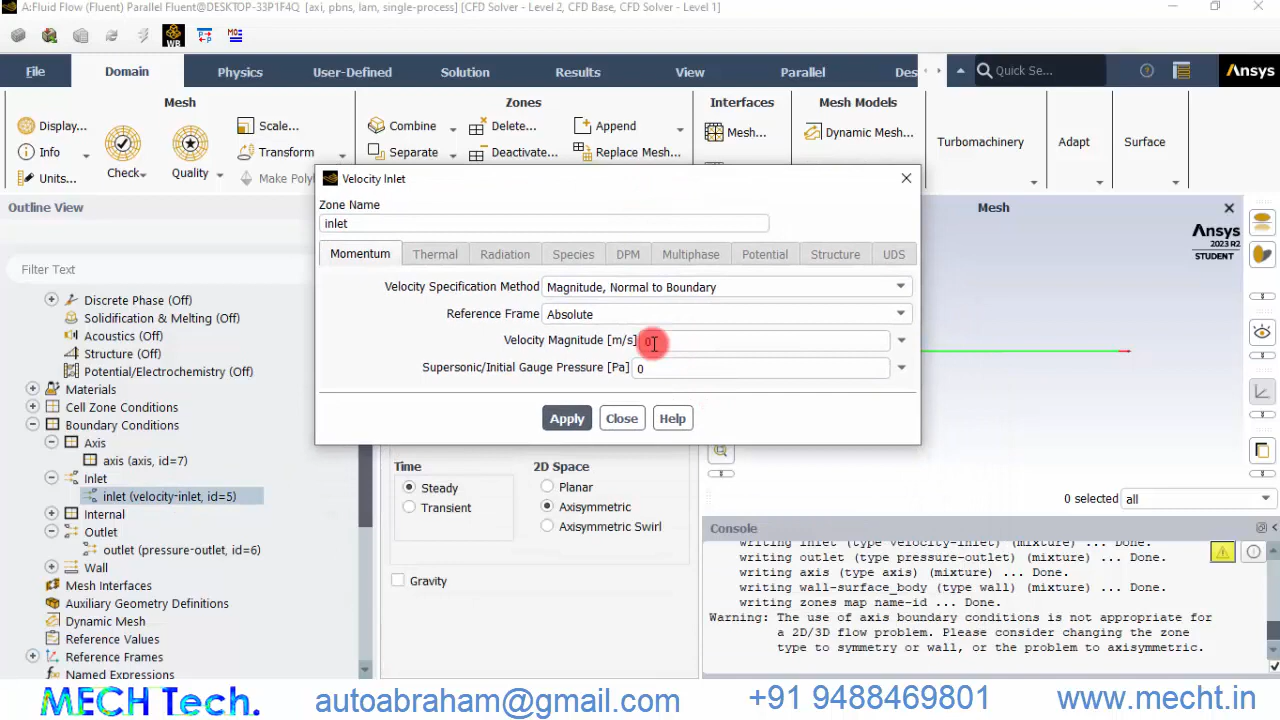 A:Fluid Flow (Fluent) Parallel Fluent@DESKTOP-33P1F4Q [axi, pbns, lam, single-process] [CFD Solver - Level 2, CFD Base, CFD Solver - Level 1]
WB
File Domain Physics User-Defined Solution Results View Parallel Des Quick Se... Ansys
Mesh Zones Interfaces Mesh Models
Display... Scale... Combine Delete... Append Mesh... Dynamic Mesh...
Info Transform Separate Deactivate... Replace Mesh...
Units... Check Quality Make Poly
Turbomachinery Adapt Surface
Velocity Inlet
Zone Name
inlet
Momentum Thermal Radiation Species DPM Multiphase Potential Structure UDS
Velocity Specification Method Magnitude, Normal to Boundary
Reference Frame Absolute
Velocity Magnitude [m/s] 0
Supersonic/Initial Gauge Pressure [Pa] 0
Apply Close Help
Outline View
Filter Text
Discrete Phase (Off)
Solidification & Melting (Off)
Acoustics (Off)
Structure (Off)
Potential/Electrochemistry (Off)
Materials
Cell Zone Conditions
Boundary Conditions
Axis
axis (axis, id=7)
Inlet
inlet (velocity-inlet, id=5)
Internal
Outlet
outlet (pressure-outlet, id=6)
Wall
Mesh Interfaces
Auxiliary Geometry Definitions
Dynamic Mesh
Reference Values
Reference Frames
Named Expressions
Time 2D Space
Steady
Transient
Planar
Axisymmetric
Axisymmetric Swirl
Gravity
Mesh
Ansys
2023 R2
STUDENT
0 selected all
Console
writing inlet (type velocity-inlet) (mixture) ... Done.
writing outlet (type pressure-outlet) (mixture) ... Done.
writing axis (type axis) (mixture) ... Done.
writing wall-surface_body (type wall) (mixture) ... Done.
writing zones map name-id ... Done.
Warning: The use of axis boundary conditions is not appropriate for
a 2D/3D flow problem. Please consider changing the zone
type to symmetry or wall, or the problem to axisymmetric.
MECH Tech. autoabraham@gmail.com +91 9488469801 www.mecht.in